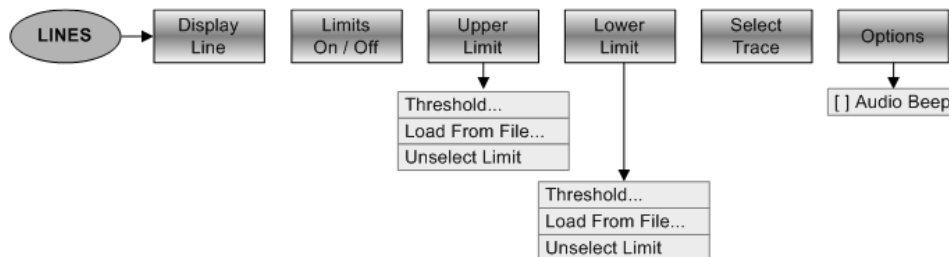 LINES
Display
Line
Limits
On / Off
Upper
Limit
Lower
Limit
Select
Trace
Options
Threshold...
Load From File...
Unselect Limit
Threshold...
Load From File...
Unselect Limit
[ ] Audio Beep